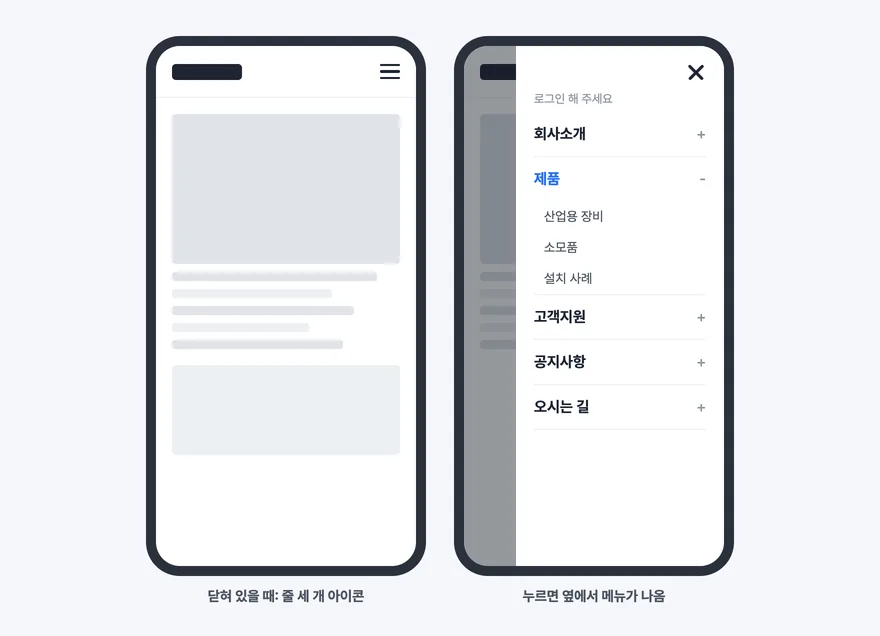 로그인 해 주세요
회사소개 +
제품 -
산업용 장비
소모품
설치 사례
고객지원 +
공지사항 +
오시는 길 +
닫혀 있을 때: 줄 세 개 아이콘
누르면 옆에서 메뉴가 나옴